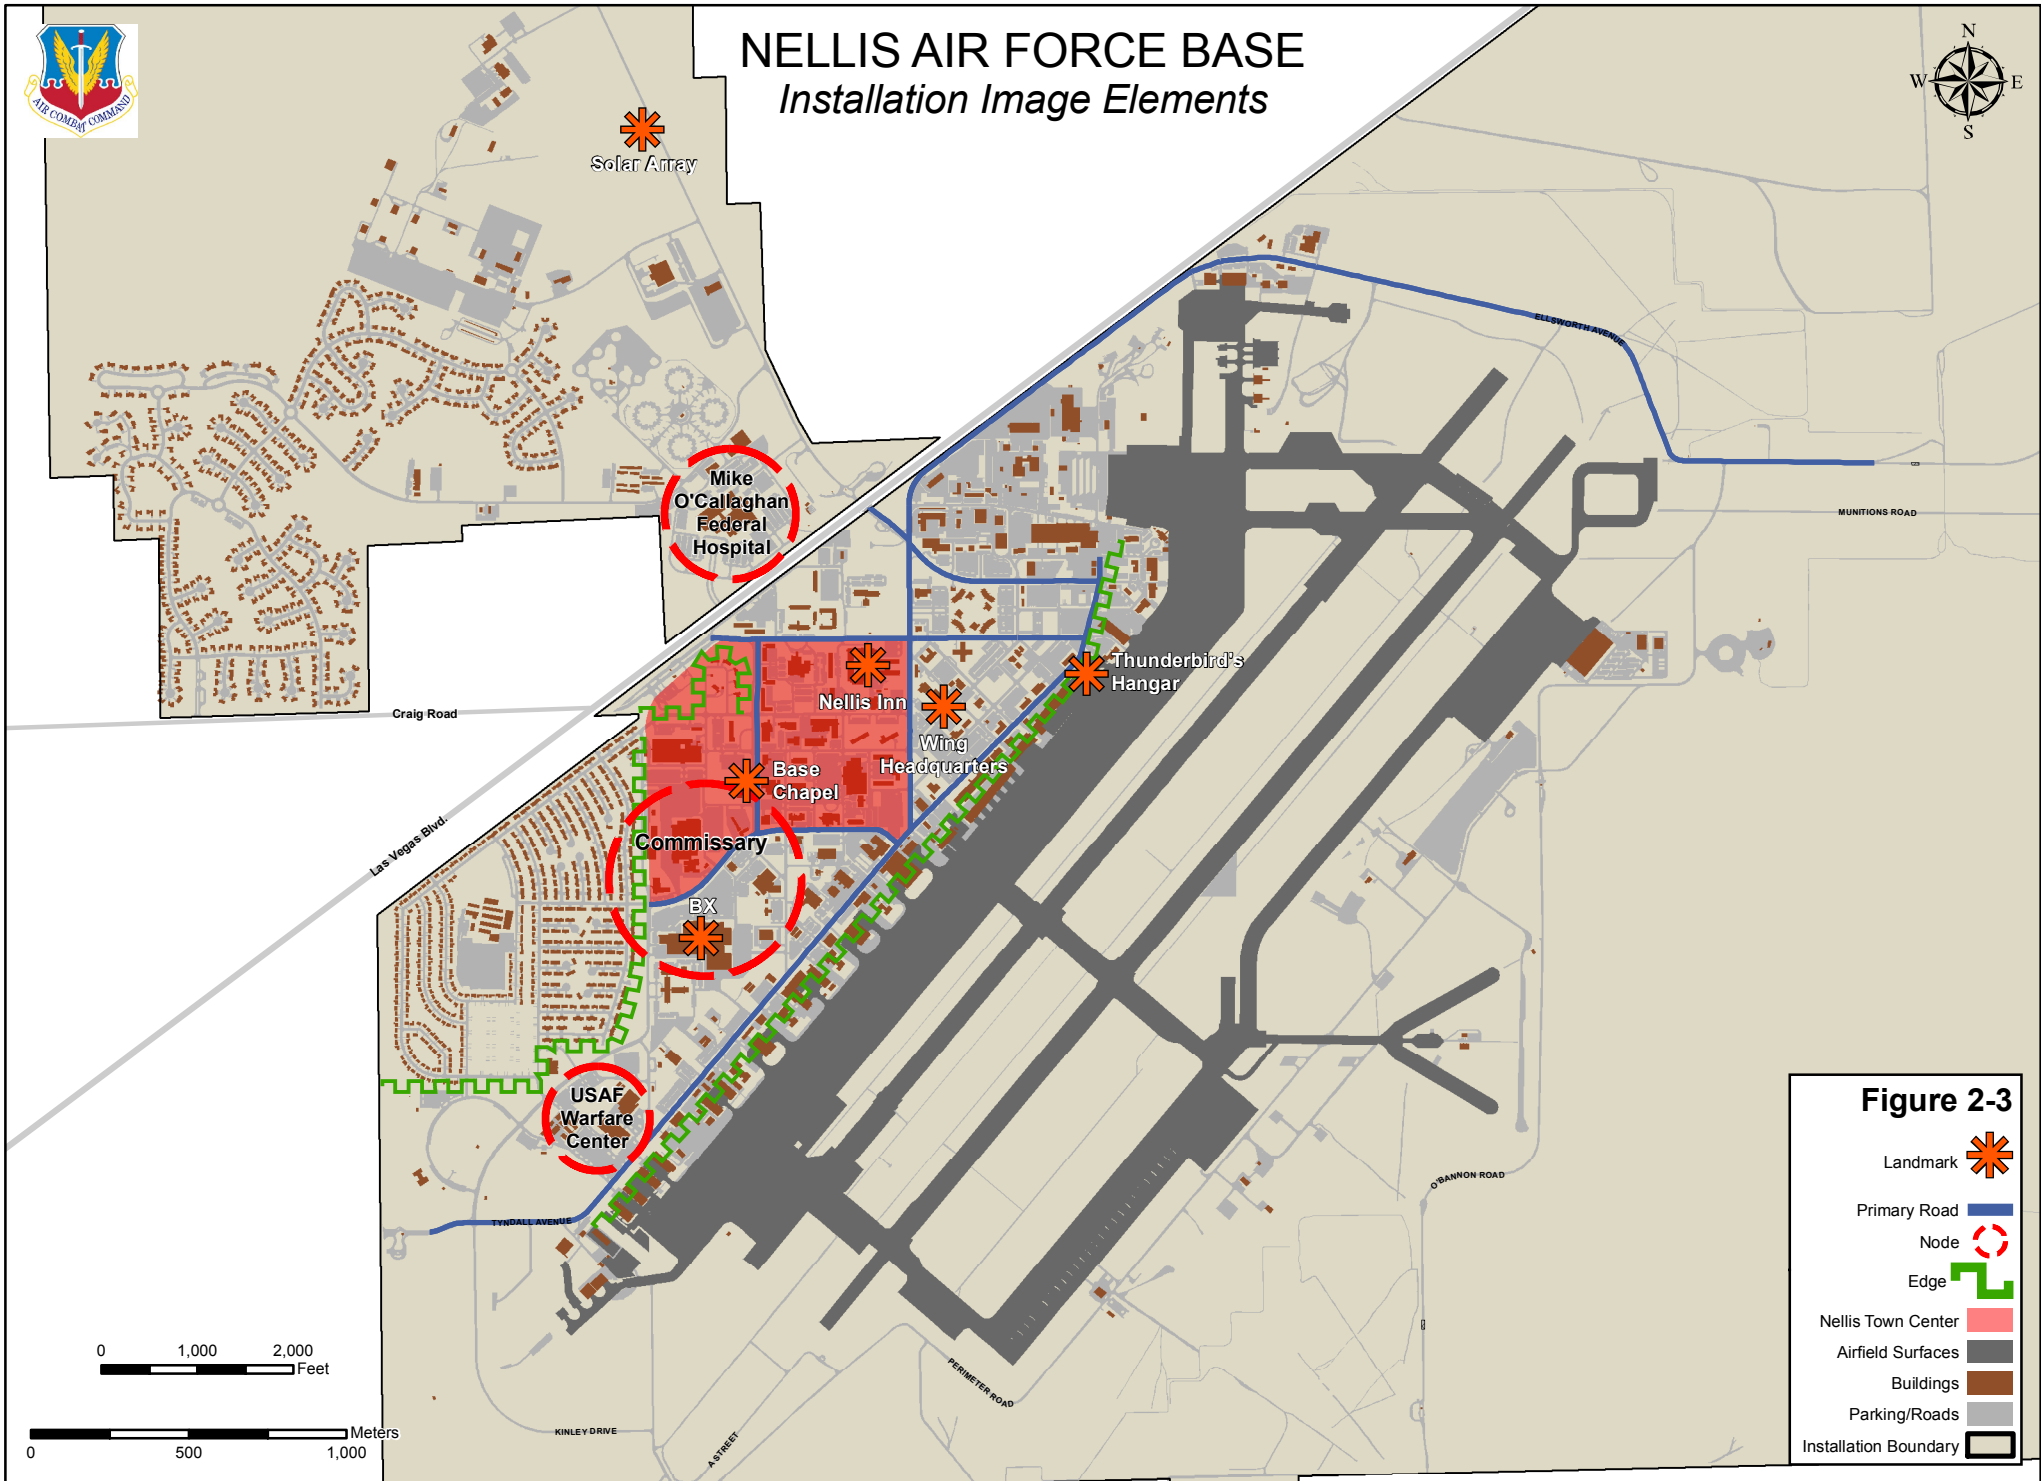 NELLIS AIR FORCE BASE
Installation Image Elements
AIR COMBAT COMMAND
N
W
E
S
Solar Array
ELLSWORTH AVENUE
Mike
O'Callaghan
Federal
Hospital
MUNITIONS ROAD
Thunderbird's
Hangar
Nellis Inn
Craig Road
Wing
Headquarters
Base
Chapel
Las Vegas Blvd.
Commissary
BX
USAF
Warfare
Center
TYNDALL AVENUE
O'BANNON ROAD
PERIMETER ROAD
KINLEY DRIVE
A STREET
Figure 2-3
Landmark
Primary Road
Node
Edge
Nellis Town Center
Airfield Surfaces
Buildings
Parking/Roads
Installation Boundary
0 1,000 2,000
Feet
Meters
0 500 1,000